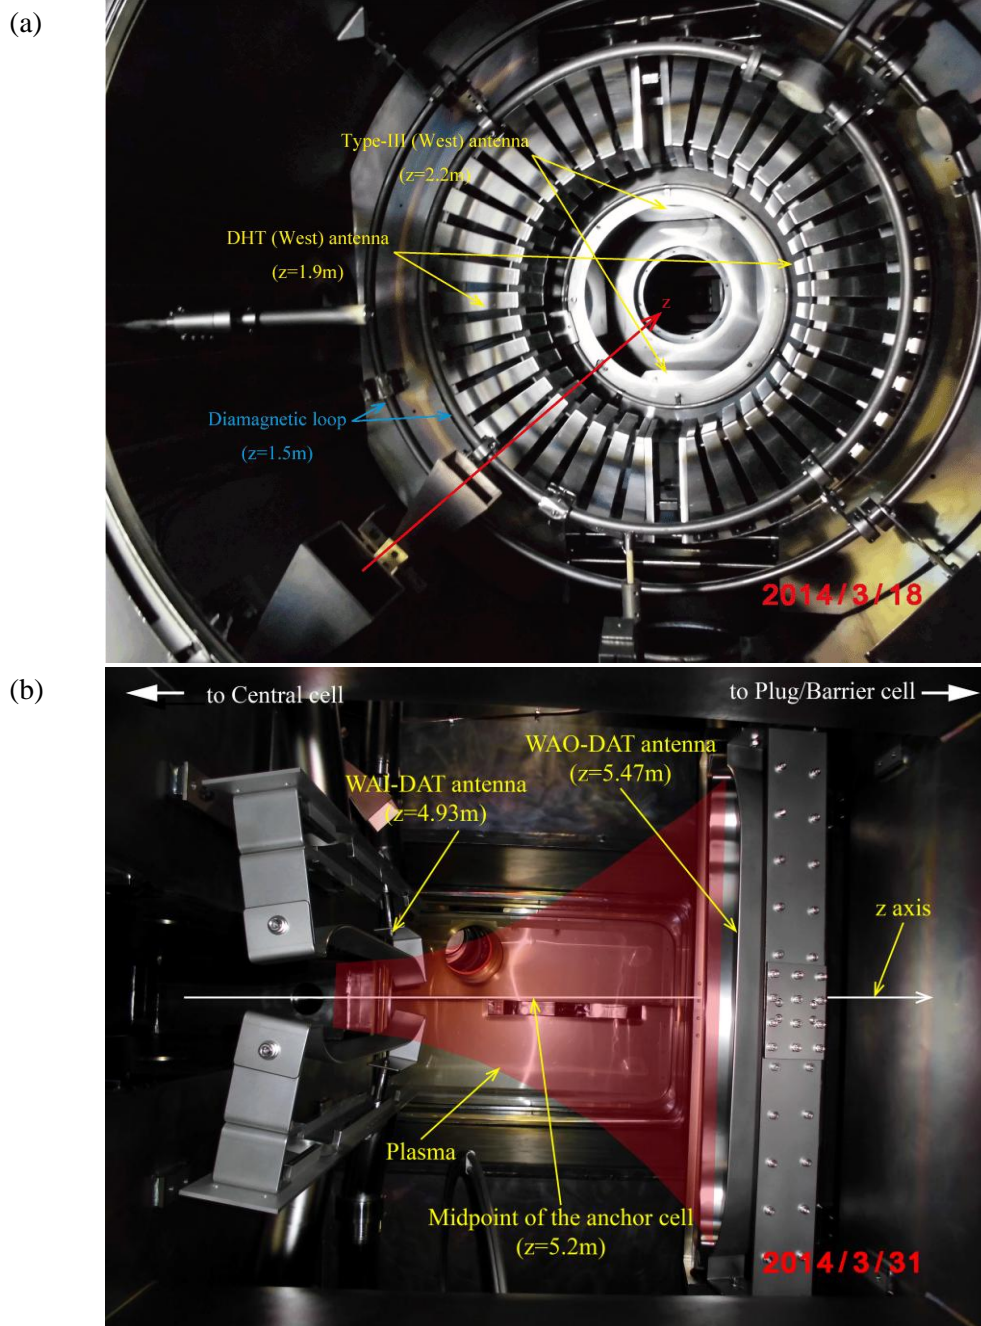 (a)
Type-III (West) antenna
(z=2.2m)
DHT (West) antenna
(z=1.9m)
z
Diamagnetic loop
(z=1.5m)
2014/3/18
(b)
to Central cell
to Plug/Barrier cell
WAO-DAT antenna
(z=5.47m)
WAI-DAT antenna
(z=4.93m)
z axis
Plasma
Midpoint of the anchor cell
(z=5.2m)
2014/3/31